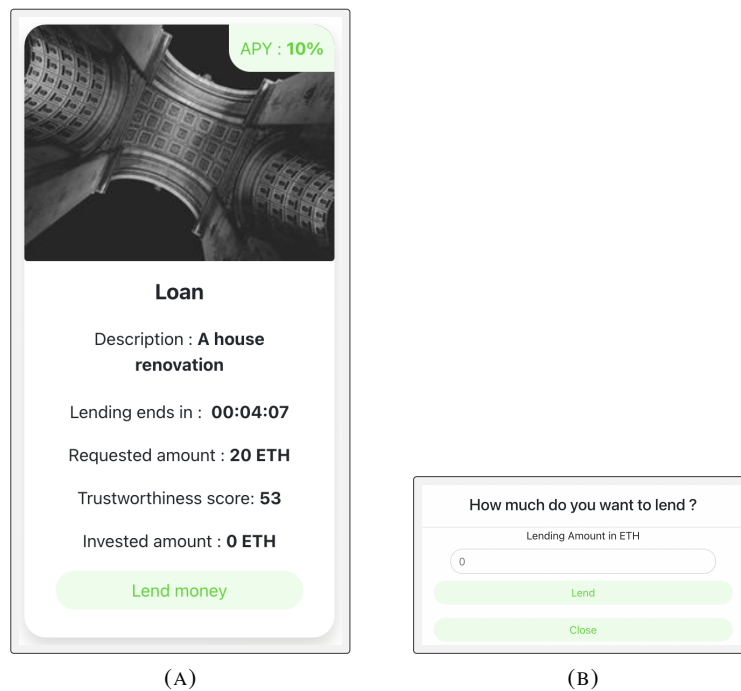 APY : 10%
Loan
Description : A house
renovation
Lending ends in : 00:04:07
Requested amount : 20 ETH
Trustworthiness score: 53
Invested amount : 0 ETH
Lend money
(A)
How much do you want to lend ?
Lending Amount in ETH
0
Lend
Close
(B)